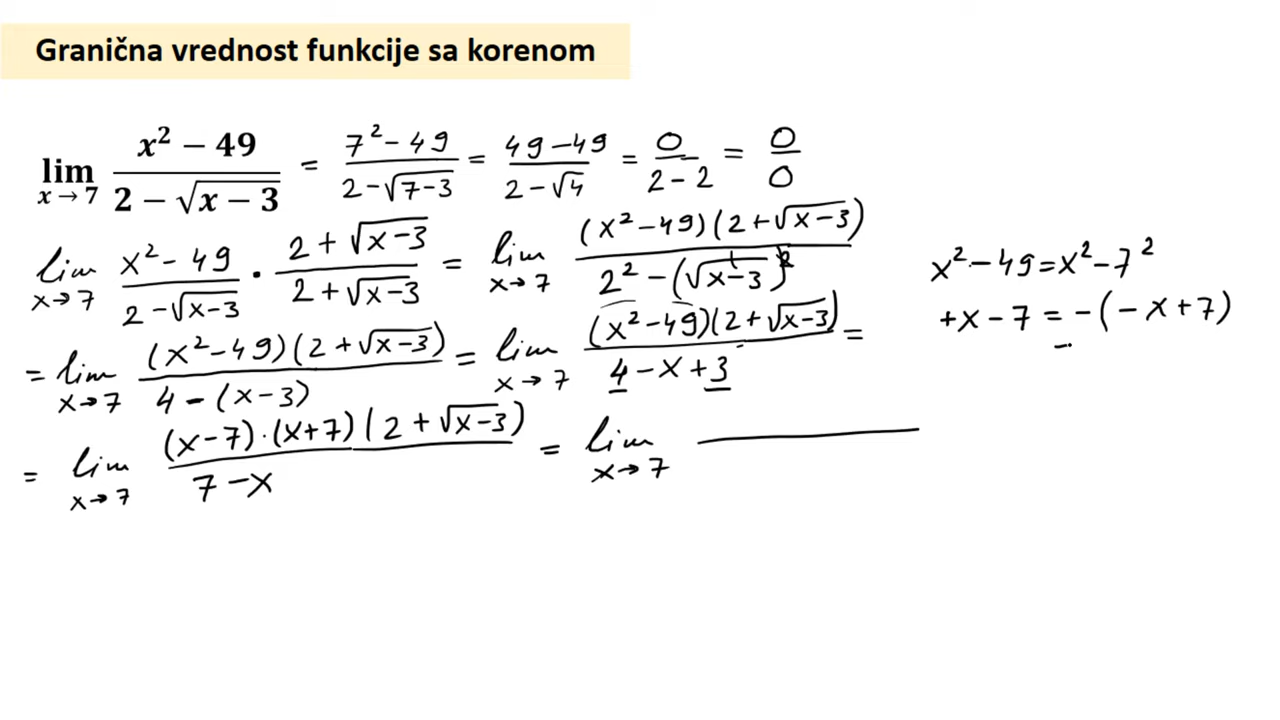 Granična vrednost funkcije sa korenom
lim x→7 (x² − 49)/(2 − √(x − 3)) = (7² − 49)/(2 − √(7−3)) = (49 − 49)/(2 − √4) = 0/(2 − 2) = 0/0
lim x→7 (x² − 49)/(2 − √(x−3)) · (2 + √(x−3))/(2 + √(x−3)) = lim x→7 ((x² − 49)(2 + √(x−3)))/(2² − (√(x−3))²)
x² − 49 = x² − 7²
+x − 7 = −(−x + 7)
= lim x→7 ((x² − 49)(2 + √(x−3)))/(4 − (x − 3)) = lim x→7 ((x² − 49)(2 + √(x−3)))/(4 − x + 3) =
= lim x→7 ((x − 7)·(x + 7)(2 + √(x−3)))/(7 − x) = lim x→7